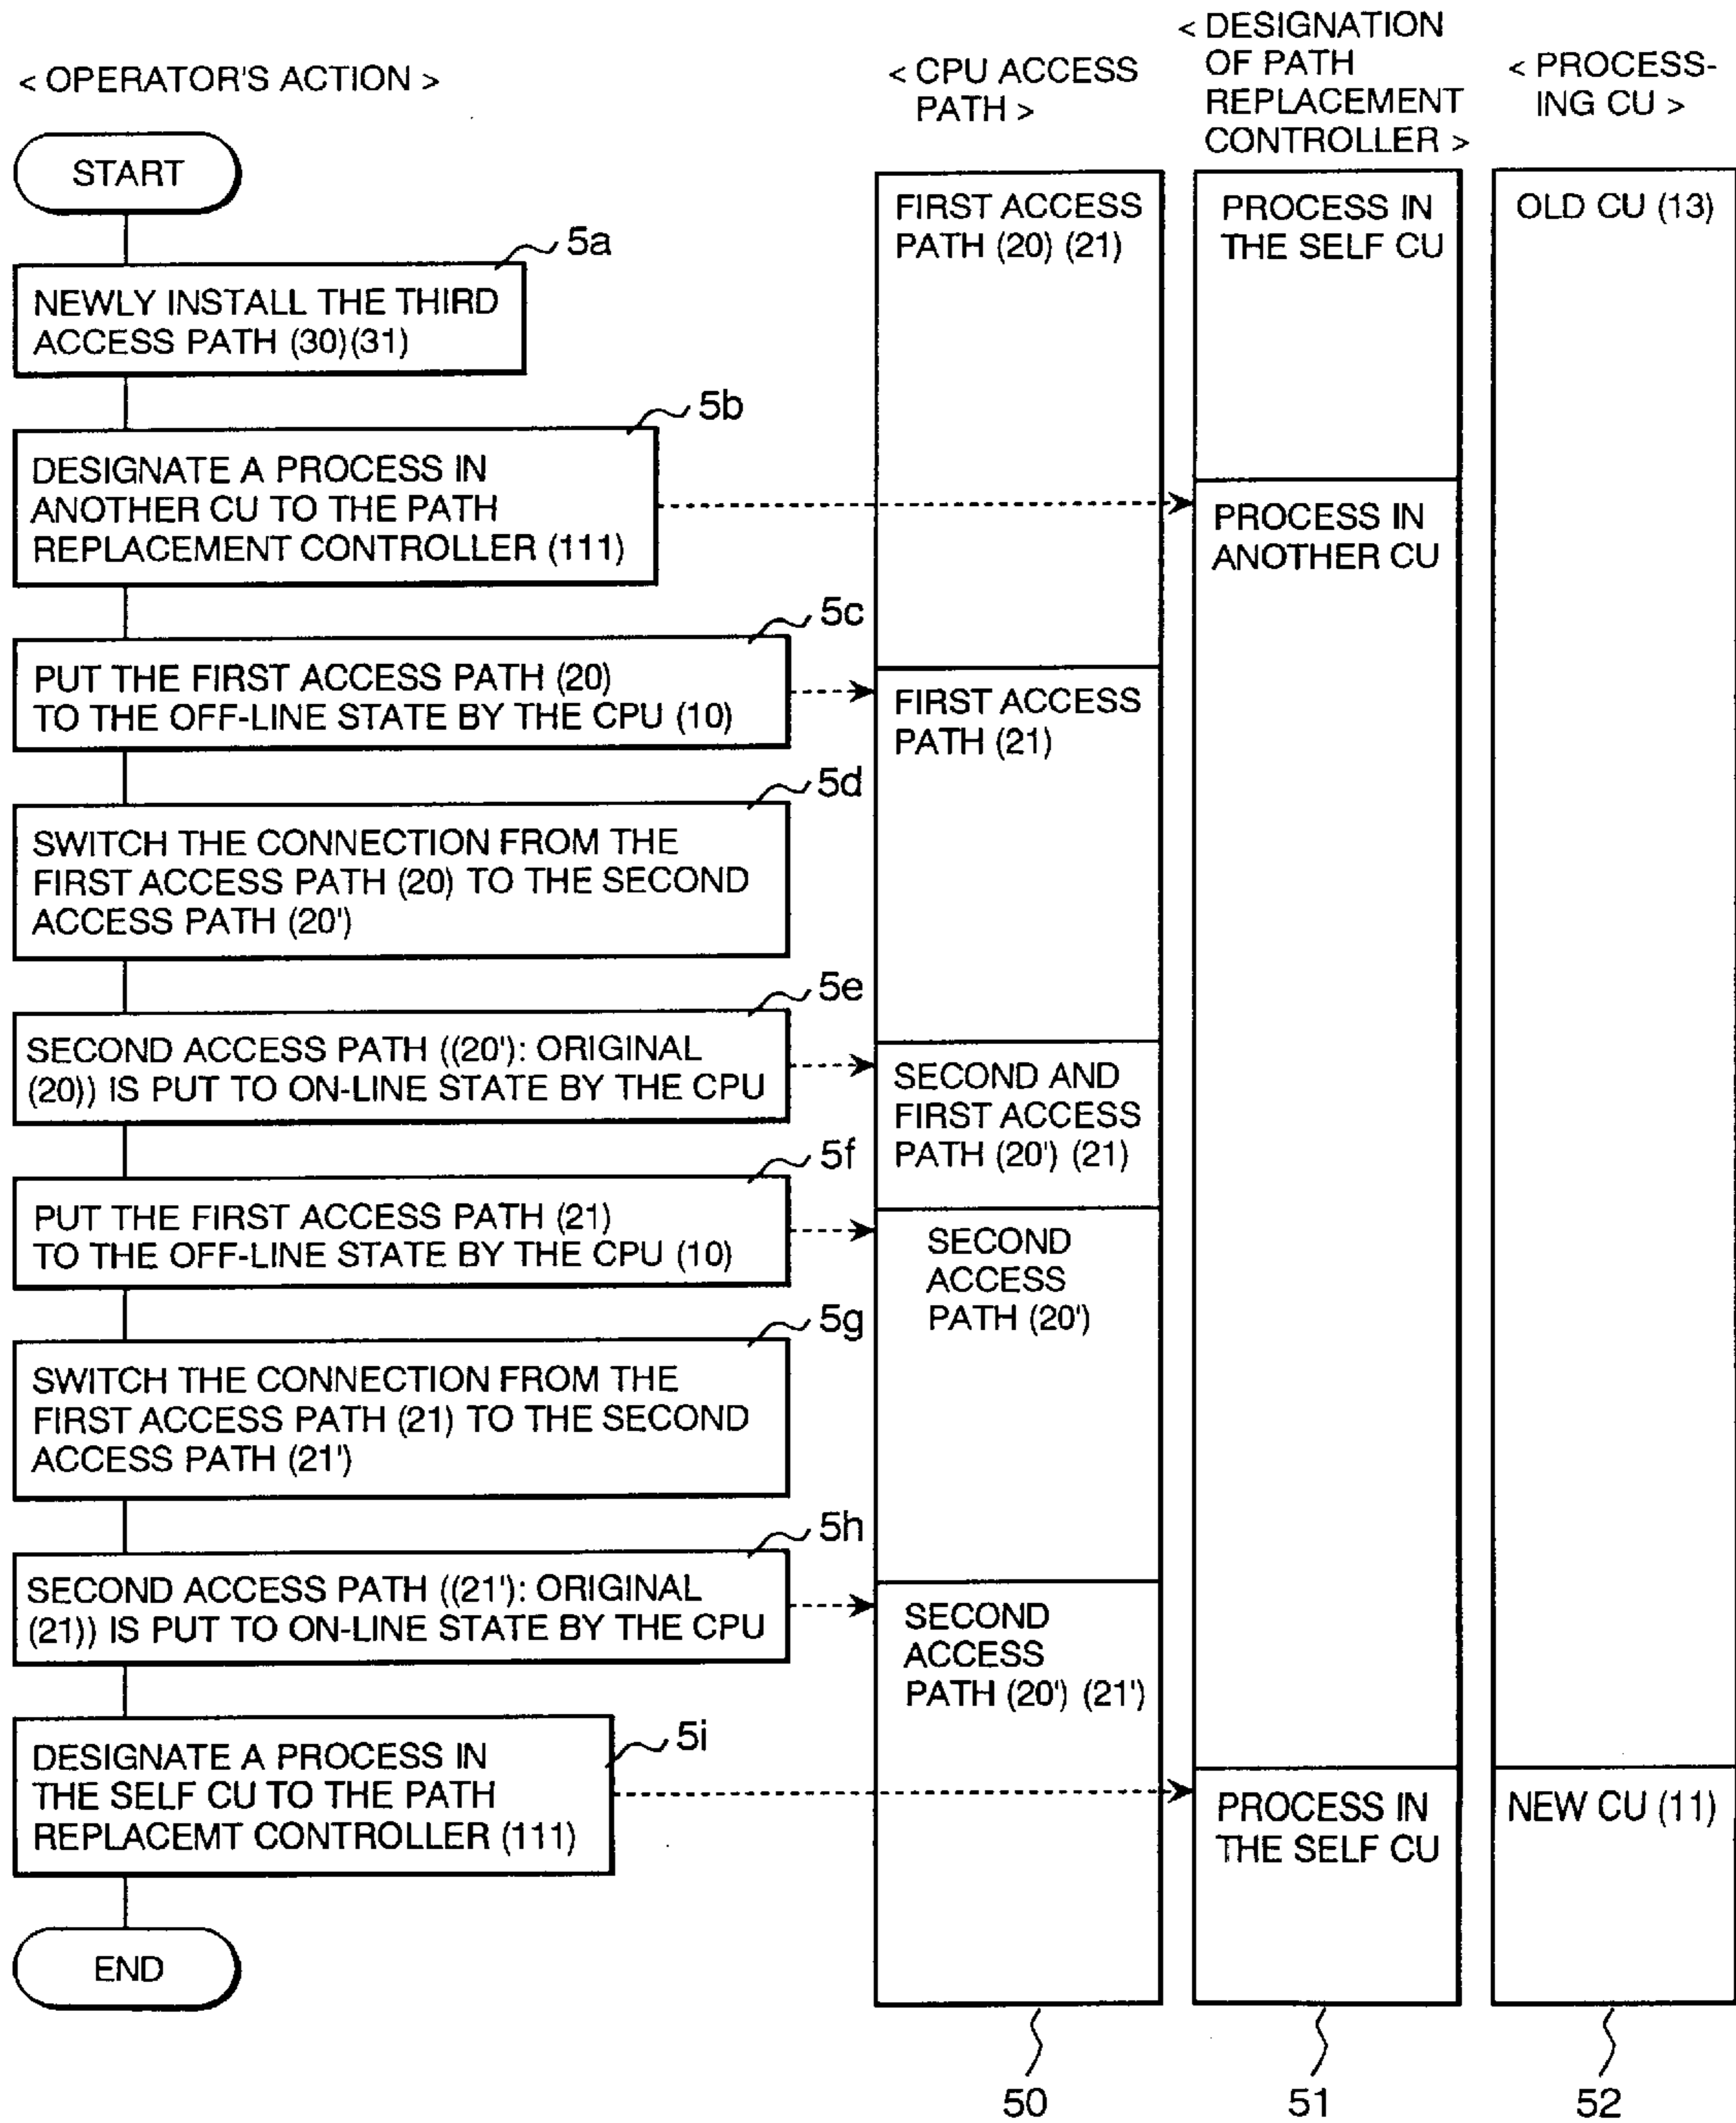 < OPERATOR'S ACTION >
START
5a
NEWLY INSTALL THE THIRD
ACCESS PATH (30)(31)
5b
DESIGNATE A PROCESS IN
ANOTHER CU TO THE PATH
REPLACEMENT CONTROLLER (111)
5c
PUT THE FIRST ACCESS PATH (20)
TO THE OFF-LINE STATE BY THE CPU (10)
5d
SWITCH THE CONNECTION FROM THE
FIRST ACCESS PATH (20) TO THE SECOND
ACCESS PATH (20')
5e
SECOND ACCESS PATH ((20'): ORIGINAL
(20)) IS PUT TO ON-LINE STATE BY THE CPU
5f
PUT THE FIRST ACCESS PATH (21)
TO THE OFF-LINE STATE BY THE CPU (10)
5g
SWITCH THE CONNECTION FROM THE
FIRST ACCESS PATH (21) TO THE SECOND
ACCESS PATH (21')
5h
SECOND ACCESS PATH ((21'): ORIGINAL
(21)) IS PUT TO ON-LINE STATE BY THE CPU
5i
DESIGNATE A PROCESS IN
THE SELF CU TO THE PATH
REPLACEMT CONTROLLER (111)
END
< CPU ACCESS
PATH >
FIRST ACCESS
PATH (20) (21)
FIRST ACCESS
PATH (21)
SECOND AND
FIRST ACCESS
PATH (20') (21)
SECOND
ACCESS
PATH (20')
SECOND
ACCESS
PATH (20') (21')
50
< DESIGNATION
OF PATH
REPLACEMENT
CONTROLLER >
PROCESS IN
THE SELF CU
PROCESS IN
ANOTHER CU
PROCESS IN
THE SELF CU
51
< PROCESS-
ING CU >
OLD CU (13)
NEW CU (11)
52